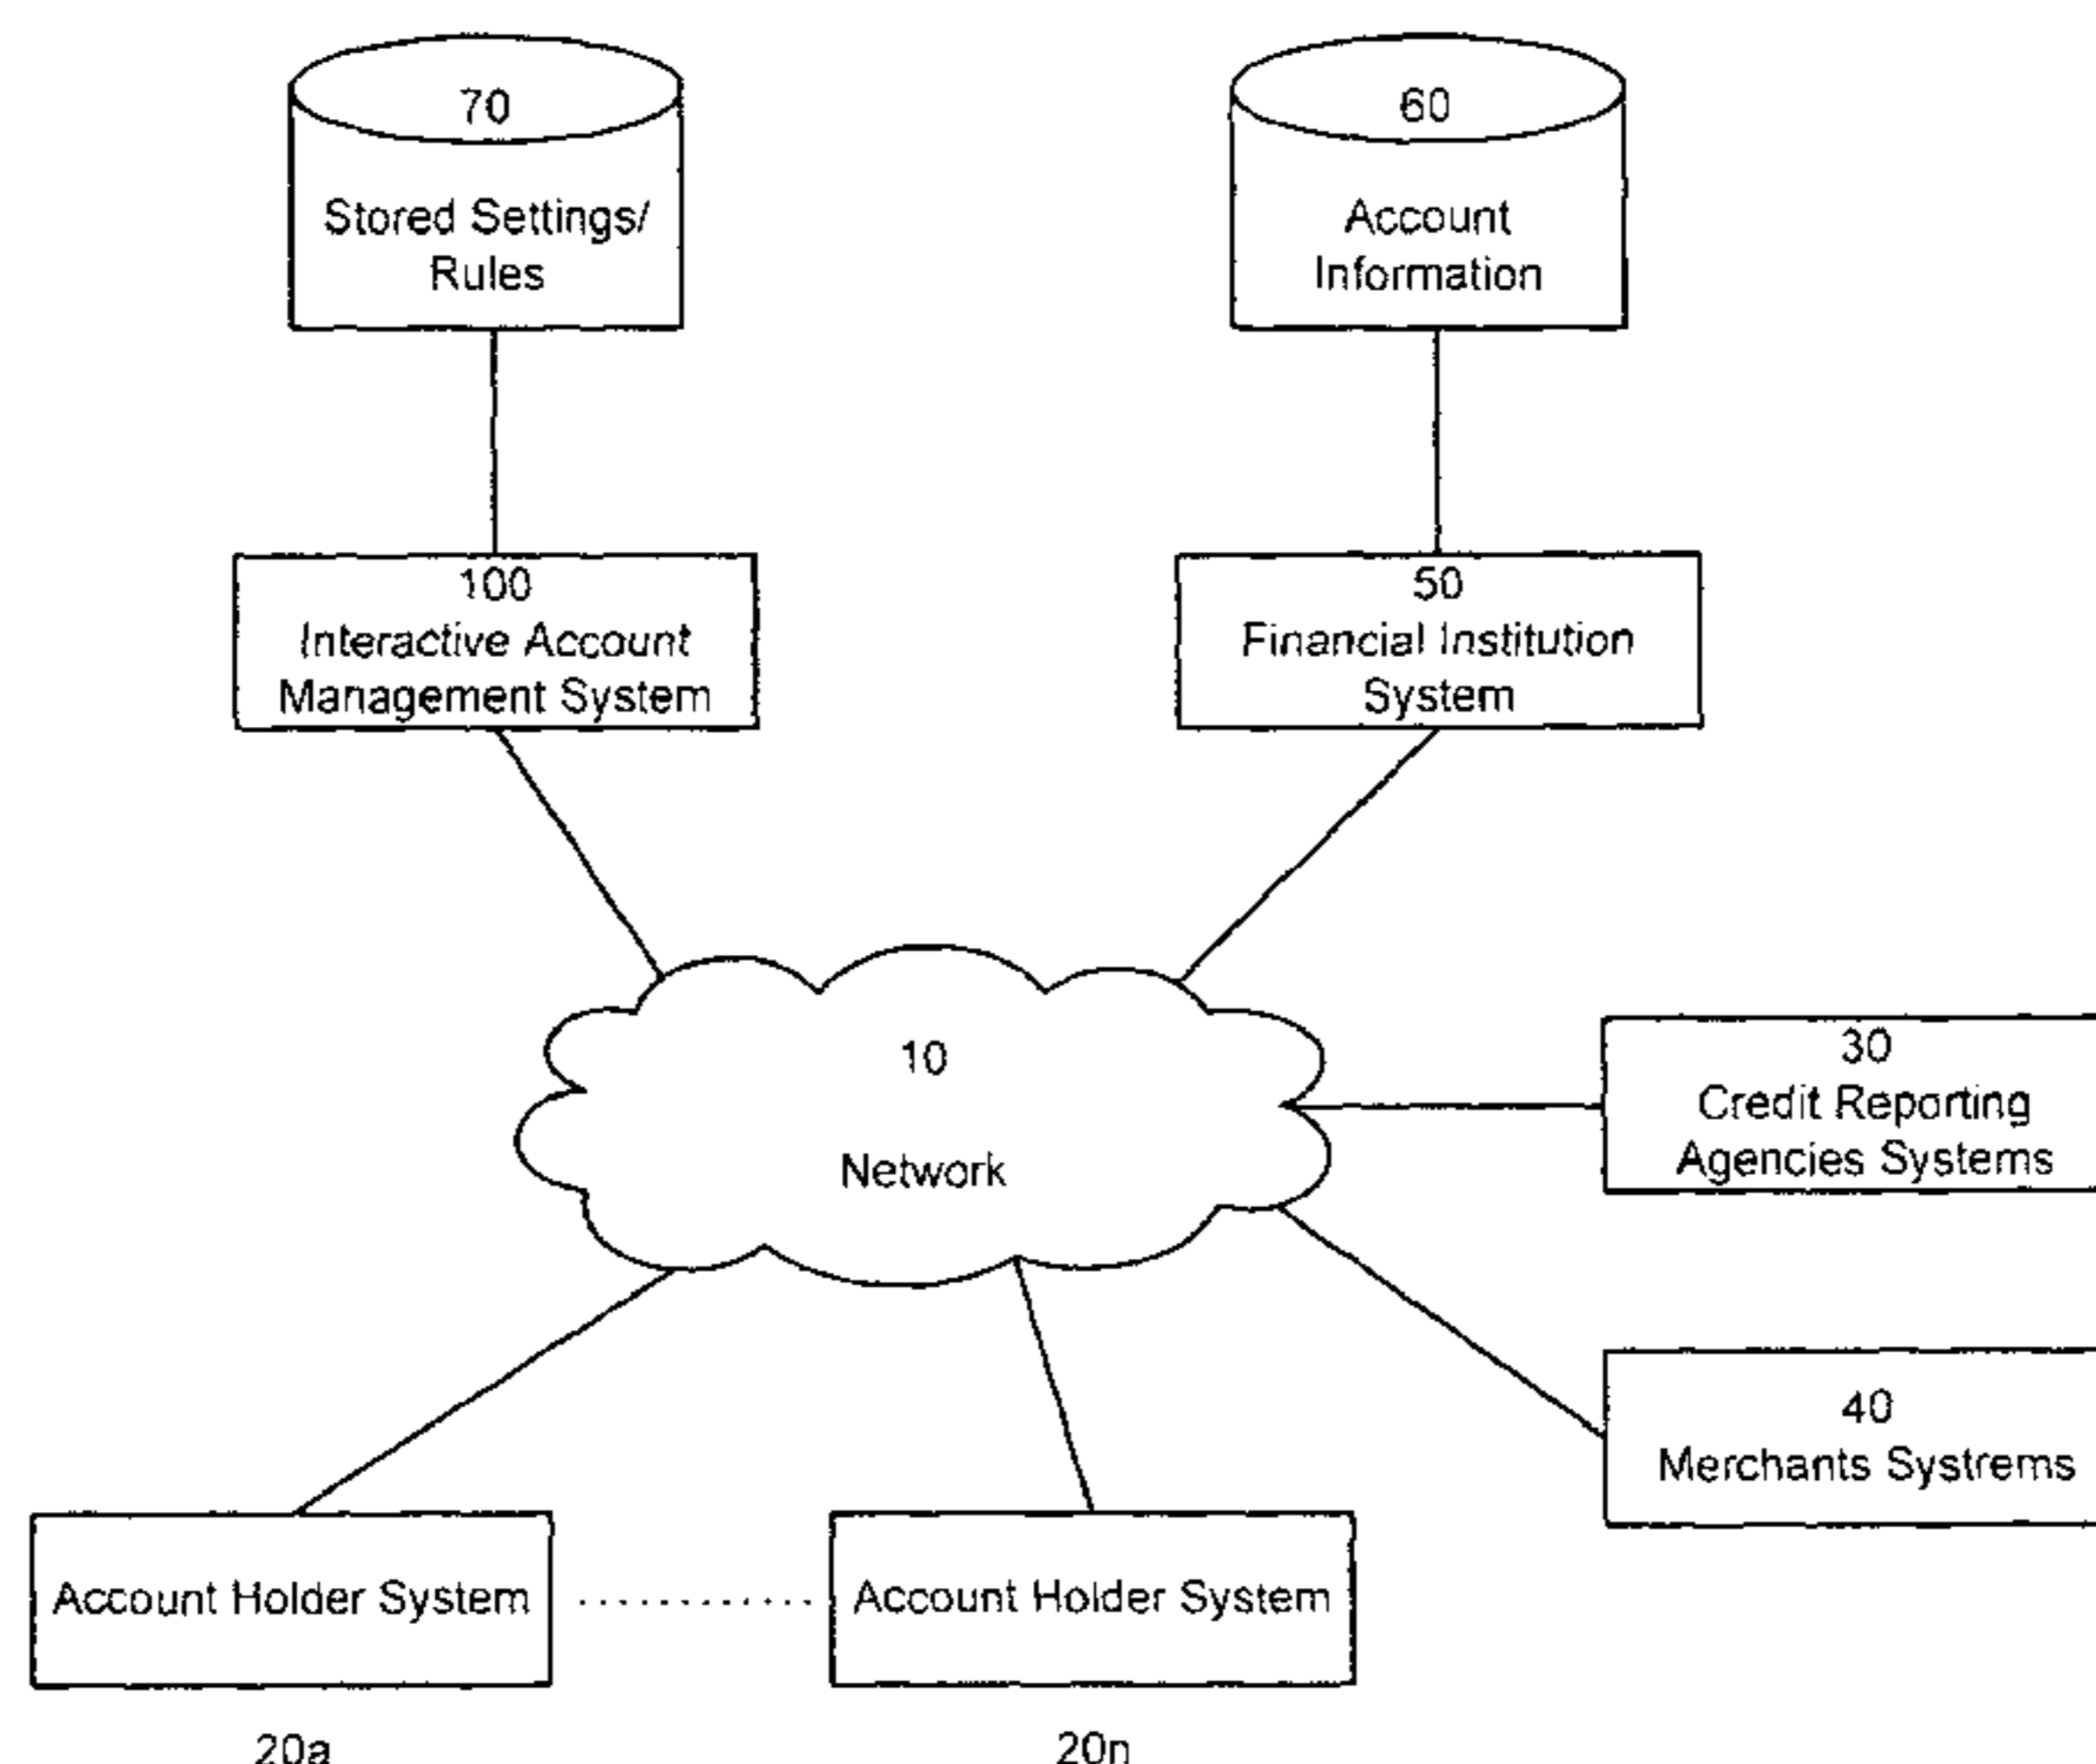 70
Stored Settings/
Rules
60
Account
Information
100
Interactive Account
Management System
50
Financial Institution
System
10
Network
30
Credit Reporting
Agencies Systems
40
Merchants Systrems
Account Holder System
Account Holder System
20a
20n